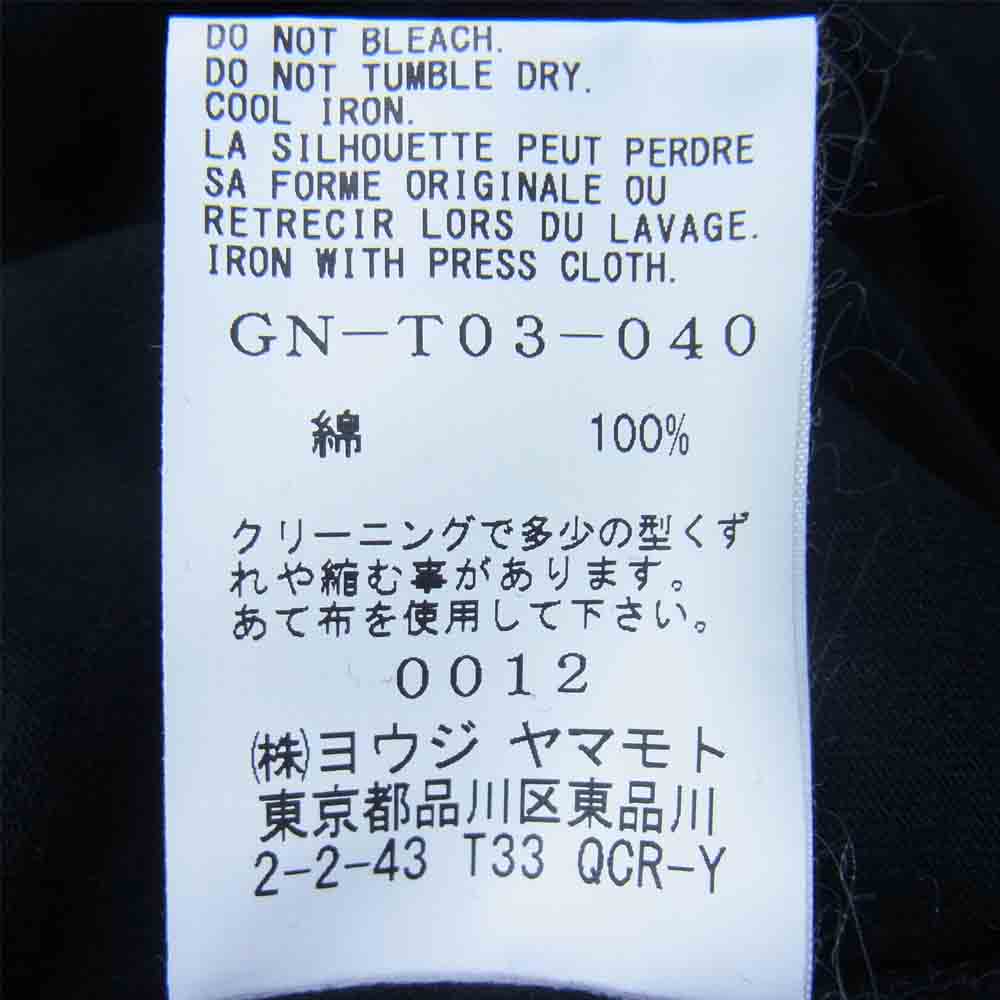 DO NOT BLEACH.
DO NOT TUMBLE DRY.
COOL IRON.
LA SILHOUETTE PEUT PERDRE
SA FORME ORIGINALE OU
RETRECIR LORS DU LAVAGE.
IRON WITH PRESS CLOTH.
GN-T03-040
綿 100%
クリーニングで多少の型くず
れや縮む事があります。
あて布を使用して下さい。
0012
(株)ヨウジ ヤマモト
東京都品川区東品川
2-2-43 T33 QCR-Y